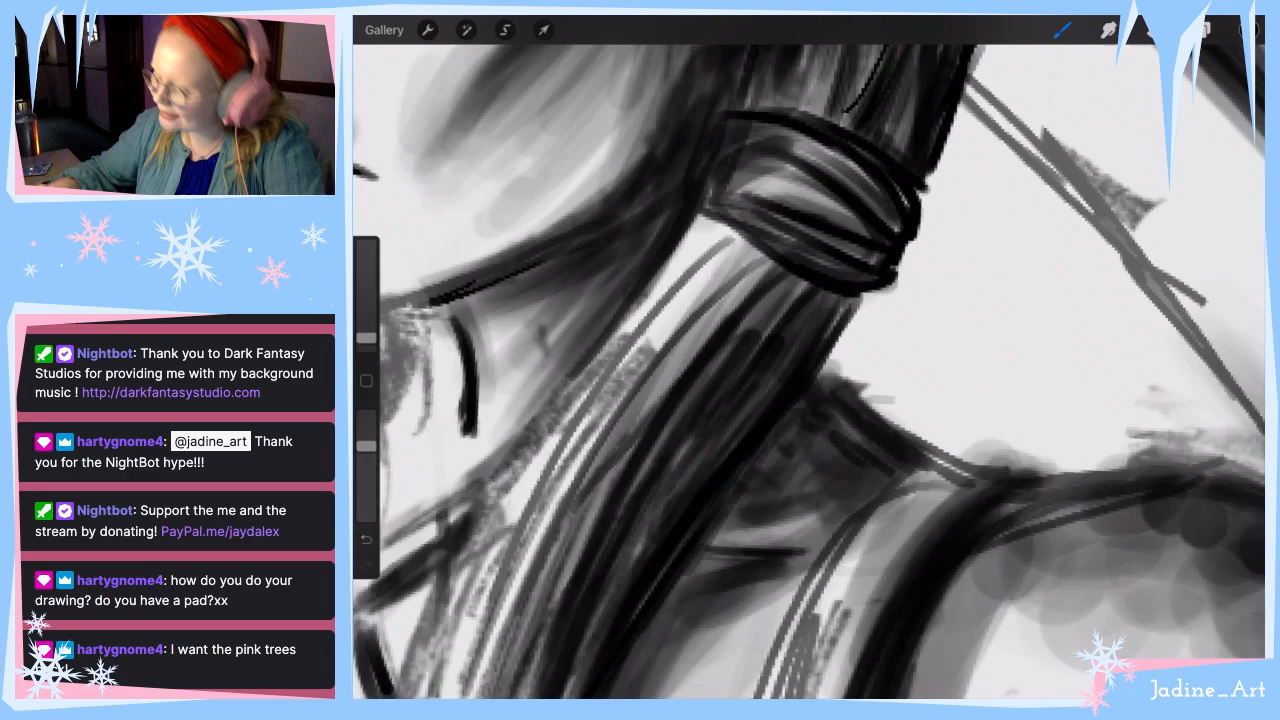 Gallery
Nightbot: Thank you to Dark Fantasy
Studios for providing me with my background
music ! http://darkfantasystudio.com
hartygnome4: @jadine_art Thank
you for the NightBot hype!!!
Nightbot: Support the me and the
stream by donating! PayPal.me/jaydalex
hartygnome4: how do you do your
drawing? do you have a pad?xx
hartygnome4: I want the pink trees
Jadine_Art